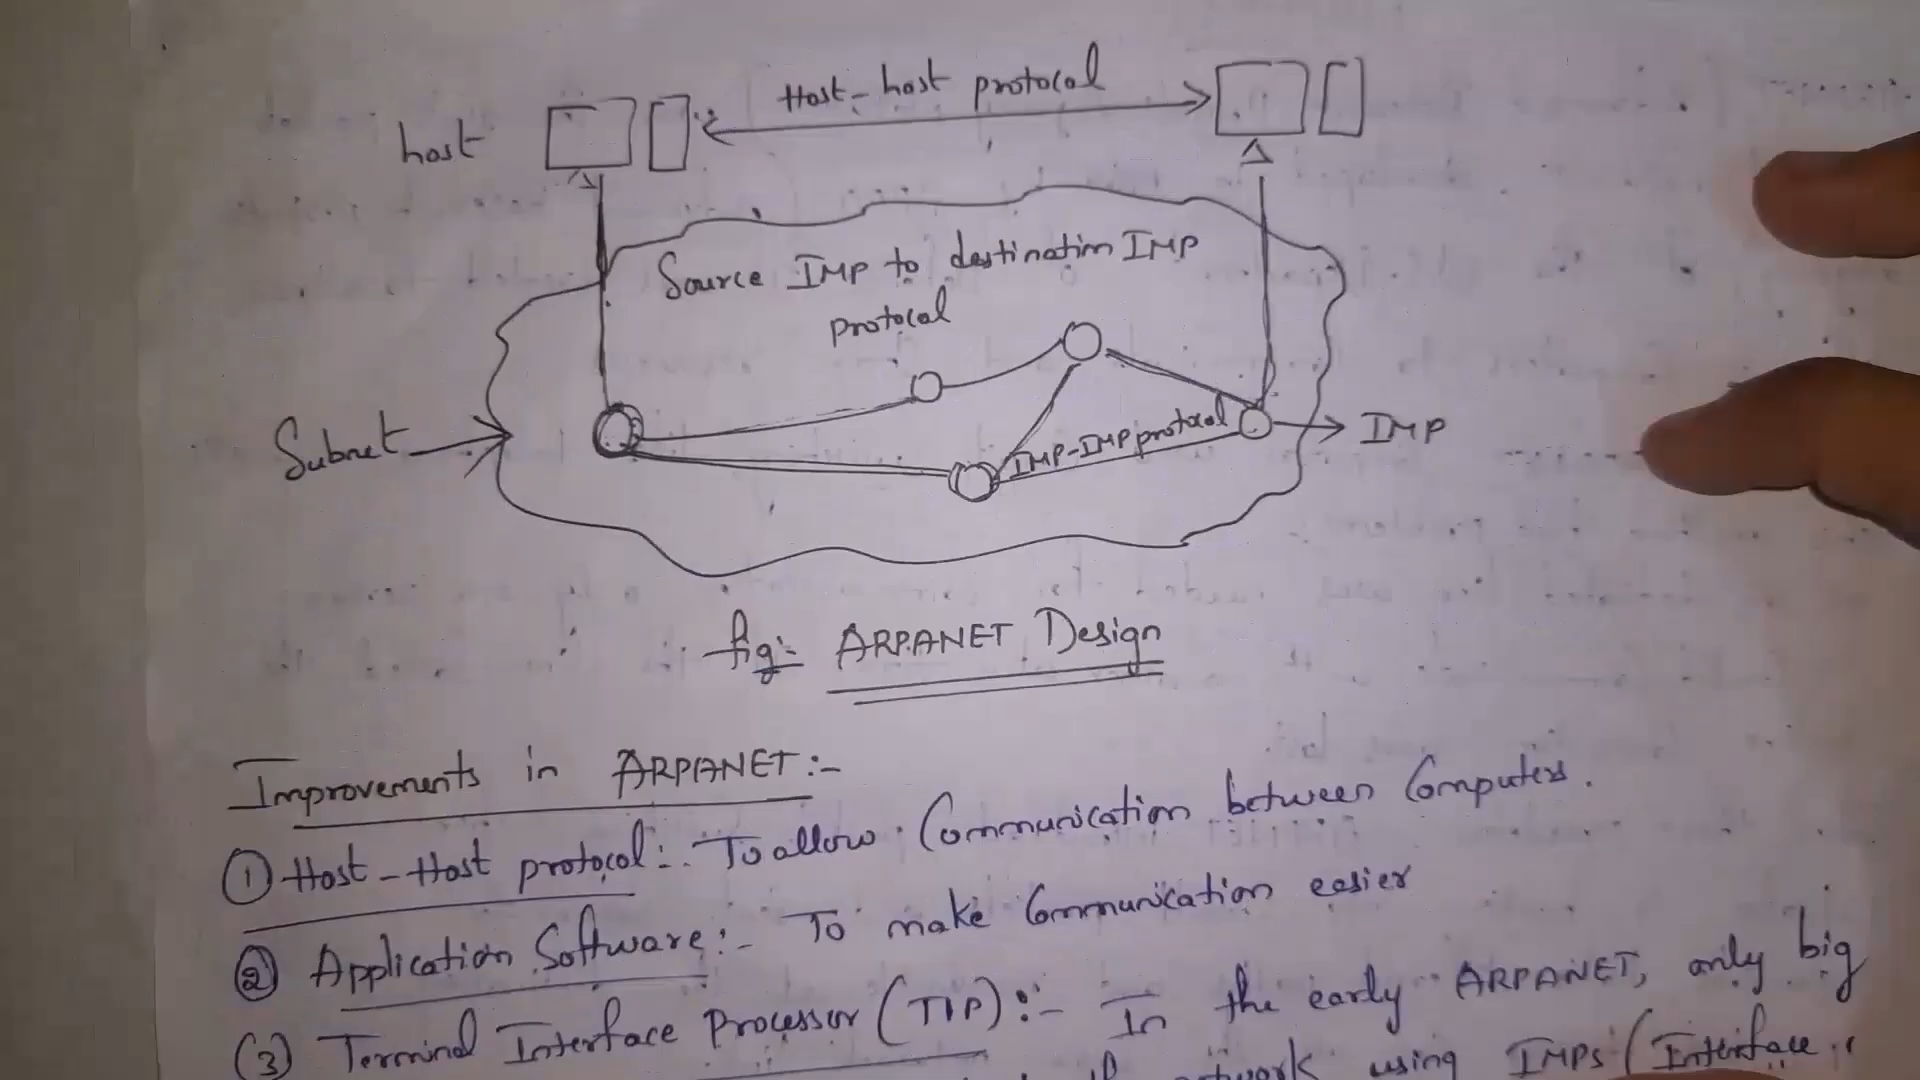 Host-host protocol
host
Source IMP to destination IMP
protocol
Subnet
IMP-IMP protocol
IMP
fig:- ARPANET Design
Improvements in ARPANET:-
① Host-Host protocol:- To allow Communication between Computers.
② Application Software:- To make Communication easier
(3) Terminal Interface Processor (TIP):- In the early ARPANET, only big
network using IMPs (Interface